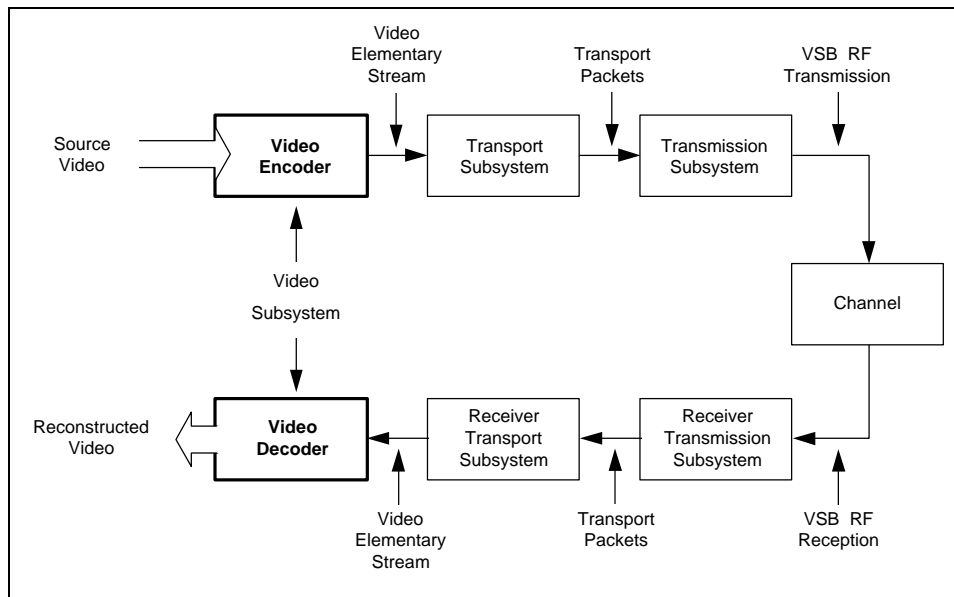 Video
Elementary
Stream
Transport
Packets
VSB RF
Transmission
Source
Video
Video
Encoder
Transport
Subsystem
Transmission
Subsystem
Video
Subsystem
Channel
Reconstructed
Video
Video
Decoder
Receiver
Transport
Subsystem
Receiver
Transmission
Subsystem
Video
Elementary
Stream
Transport
Packets
VSB RF
Reception